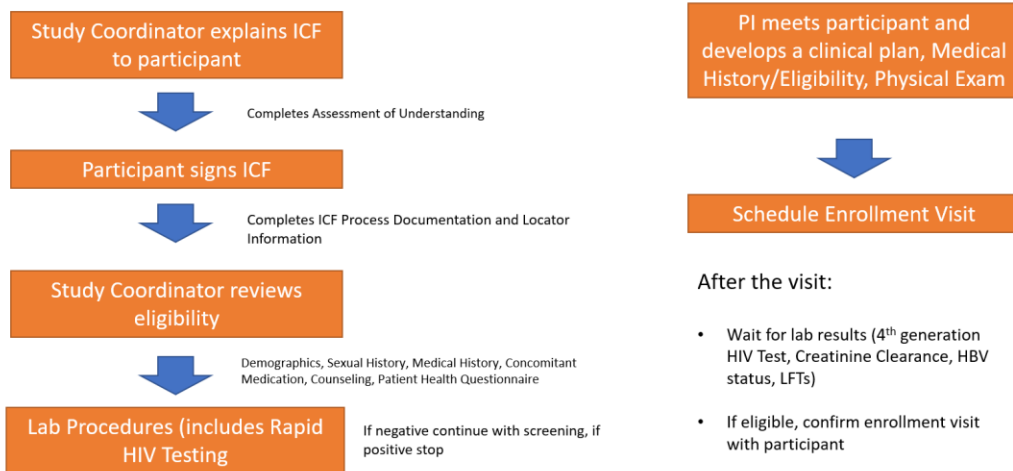 Study Coordinator explains ICF
to participant
Completes Assessment of Understanding
Participant signs ICF
Completes ICF Process Documentation and Locator
Information
Study Coordinator reviews
eligibility
Demographics, Sexual History, Medical History, Concomitant
Medication, Counseling, Patient Health Questionnaire
Lab Procedures (includes Rapid
HIV Testing
If negative continue with screening, if
positive stop
PI meets participant and
develops a clinical plan, Medical
History/Eligibility, Physical Exam
Schedule Enrollment Visit
After the visit:
• Wait for lab results (4th generation
HIV Test, Creatinine Clearance, HBV
status, LFTs)
• If eligible, confirm enrollment visit
with participant